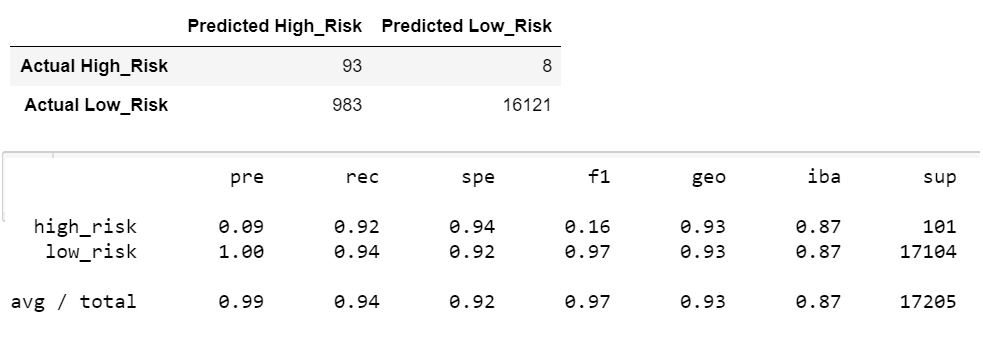 Predicted High_Risk Predicted Low_Risk
Actual High_Risk 93 8
Actual Low_Risk 983 16121
pre rec spe f1 geo iba sup
high_risk 0.09 0.92 0.94 0.16 0.93 0.87 101
low_risk 1.00 0.94 0.92 0.97 0.93 0.87 17104
avg / total 0.99 0.94 0.92 0.97 0.93 0.87 17205